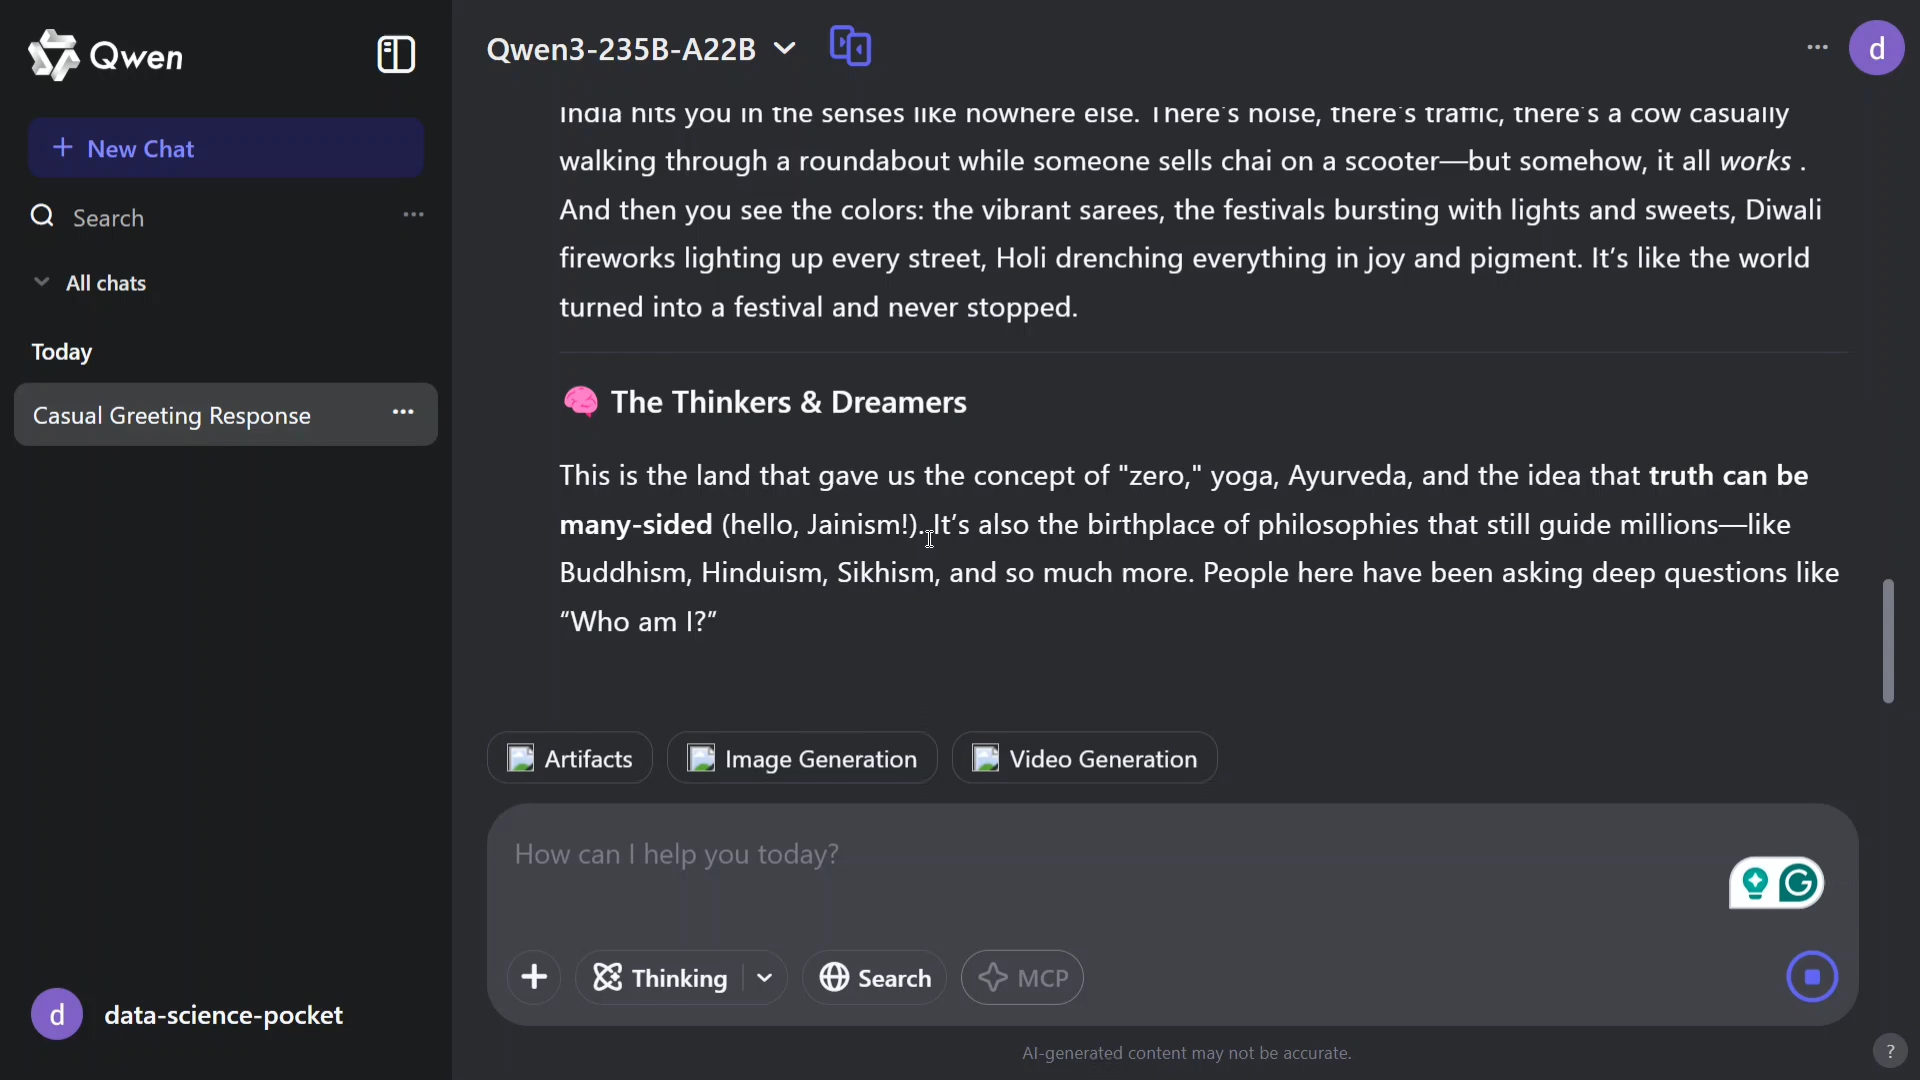 Qwen
New Chat
Search
All chats
Today
Casual Greeting Response
data-science-pocket
d
Qwen3-235B-A22B
d
India hits you in the senses like nowhere else. There's noise, there's traffic, there's a cow casually
walking through a roundabout while someone sells chai on a scooter—but somehow, it all works .
And then you see the colors: the vibrant sarees, the festivals bursting with lights and sweets, Diwali
fireworks lighting up every street, Holi drenching everything in joy and pigment. It’s like the world
turned into a festival and never stopped.
🧠 The Thinkers & Dreamers
This is the land that gave us the concept of "zero," yoga, Ayurveda, and the idea that truth can be
many-sided (hello, Jainism!). It’s also the birthplace of philosophies that still guide millions—like
Buddhism, Hinduism, Sikhism, and so much more. People here have been asking deep questions like
“Who am I?”
Artifacts
Image Generation
Video Generation
How can I help you today?
Thinking
Search
MCP
AI-generated content may not be accurate.
?